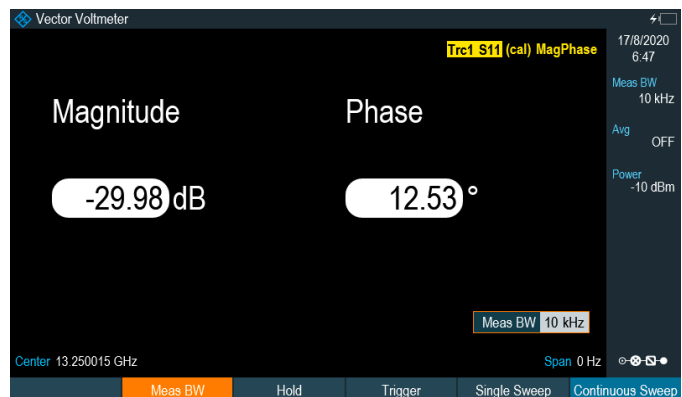 Vector Voltmeter
Trc1 S11 (cal) MagPhase
17/8/2020
6:47
Meas BW
10 kHz
Avg
OFF
Power
-10 dBm
Magnitude Phase
-29.98 dB 12.53 °
Meas BW 10 kHz
Center 13.250015 GHz Span 0 Hz
Meas BW Hold Trigger Single Sweep Continuous Sweep